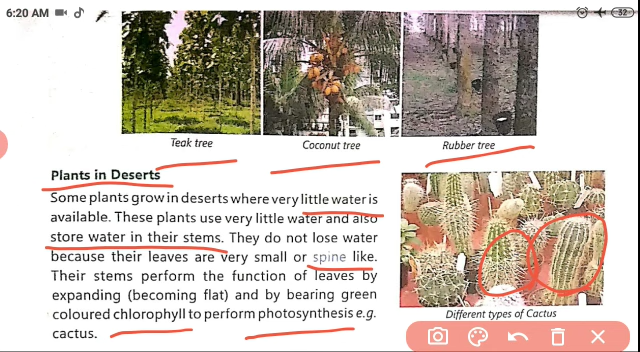 6:20 AM
32
Teak tree
Coconut tree
Rubber tree
Plants in Deserts
Some plants grow in deserts where very little water is
available. These plants use very little water and also
store water in their stems. They do not lose water
because their leaves are very small or spine like.
Their stems perform the function of leaves by
expanding (becoming flat) and by bearing green
coloured chlorophyll to perform photosynthesis e.g.
cactus.
Different types of Cactus